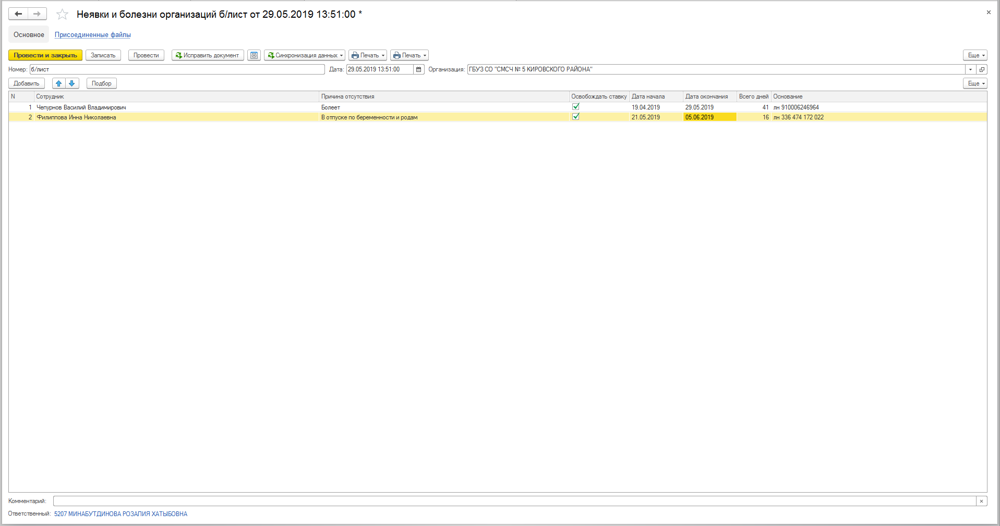 Неявки и болезни организаций б/лист от 29.05.2019 13:51:00 *
Основное Присоединенные файлы
Провести и закрыть Записать Провести Исправить документ Синхронизация данных Печать Печать Еще
Номер: б/лист Дата: 29.05.2019 13:51:00 Организация: ГБУЗ СО "СМСЧ № 5 КИРОВСКОГО РАЙОНА"
Добавить Подбор Еще
N Сотрудник Причина отсутствия Освобождать ставку Дата начала Дата окончания Всего дней Основание
1 Чепурнов Василий Владимирович Болеет 19.04.2019 29.05.2019 41 лн 910006246964
2 Филиппова Инна Николаевна В отпуске по беременности и родам 21.05.2019 05.06.2019 16 лн 336 474 172 022
Комментарий:
Ответственный: 5207 МИНАБУТДИНОВА РОЗАЛИЯ ХАТЫБОВНА